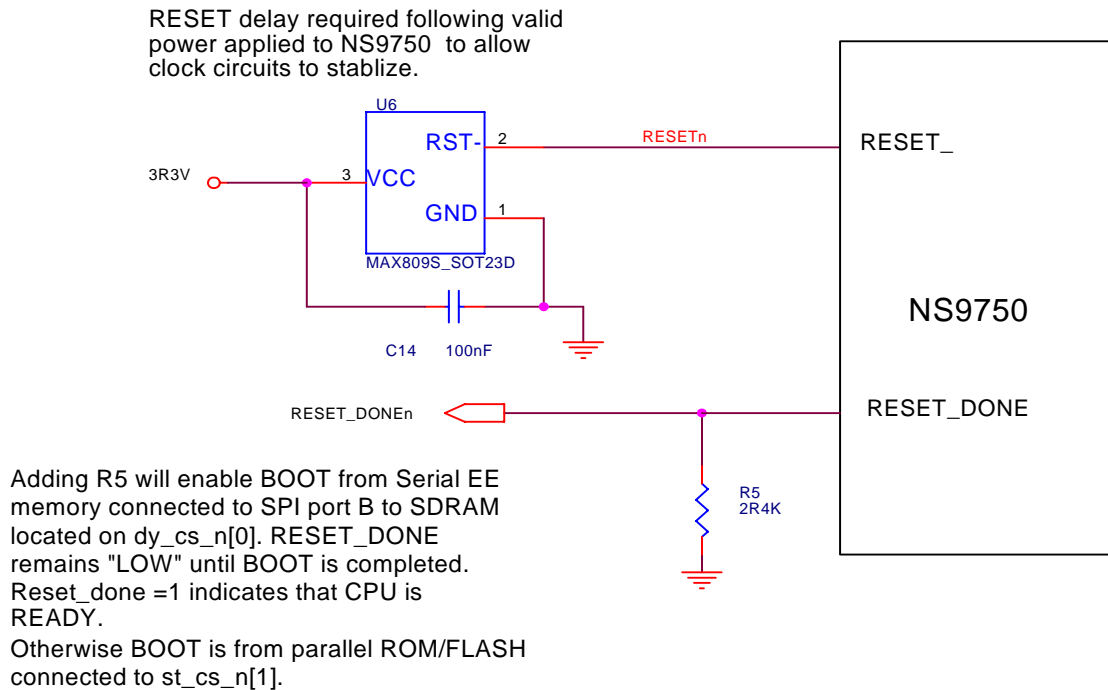 RESET delay required following valid
power applied to NS9750 to allow
clock circuits to stablize.
U6
RST-
2
RESETn
RESET_
3R3V
3
VCC
GND
1
MAX809S_SOT23D
NS9750
C14
100nF
RESET_DONEn
RESET_DONE
Adding R5 will enable BOOT from Serial EE
memory connected to SPI port B to SDRAM
located on dy_cs_n[0]. RESET_DONE
remains "LOW" until BOOT is completed.
Reset_done =1 indicates that CPU is
READY.
Otherwise BOOT is from parallel ROM/FLASH
connected to st_cs_n[1].
R5
2R4K